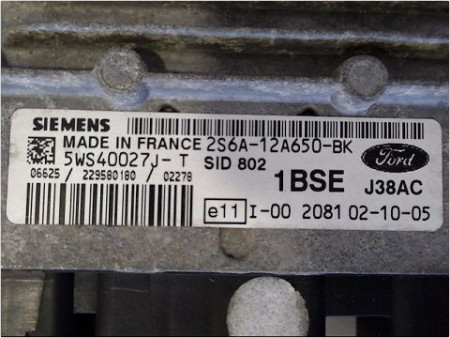 SIEMENS
MADE IN FRANCE 2S6A-12A650-BK
5WS40027J-T SID 802
Ford
06625/ 229580180 / 02278
1BSE J38AC
e11 I-00 2081 02-10-05